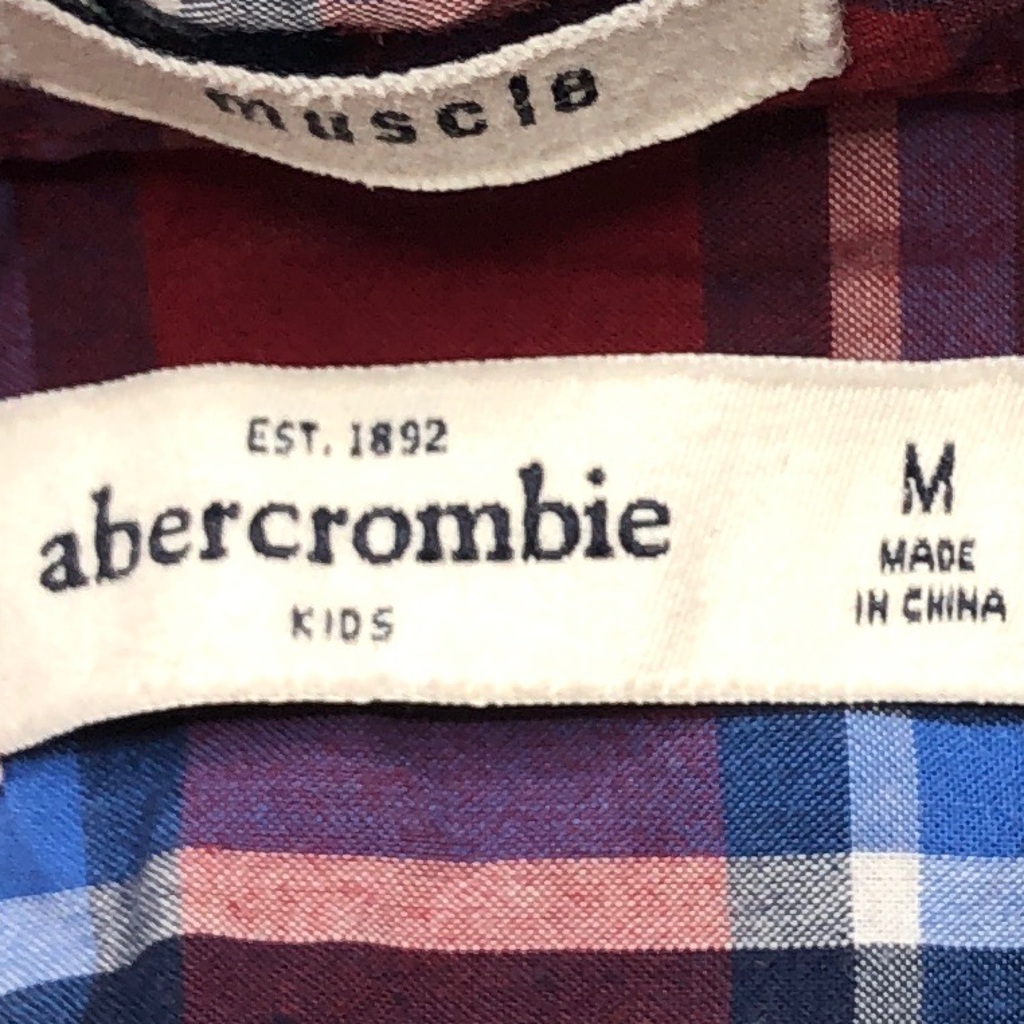 muscle
EST. 1892
abercrombie
KIDS
M
MADE
IN CHINA